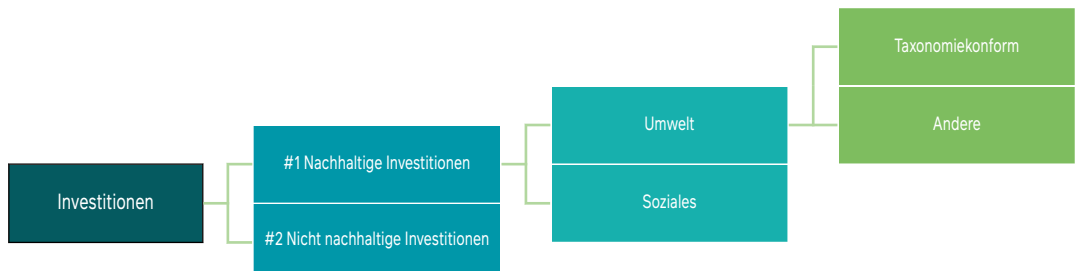 Investitionen
#1 Nachhaltige Investitionen
#2 Nicht nachhaltige Investitionen
Umwelt
Soziales
Taxonomiekonform
Andere